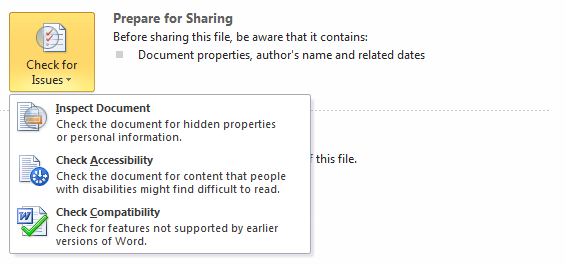 Prepare for Sharing
Before sharing this file, be aware that it contains:
Document properties, author's name and related dates
Check for
Issues
Inspect Document
Check the document for hidden properties
or personal information.
Check Accessibility
Check the document for content that people
with disabilities might find difficult to read.
f this file.
Check Compatibility
Check for features not supported by earlier
versions of Word.